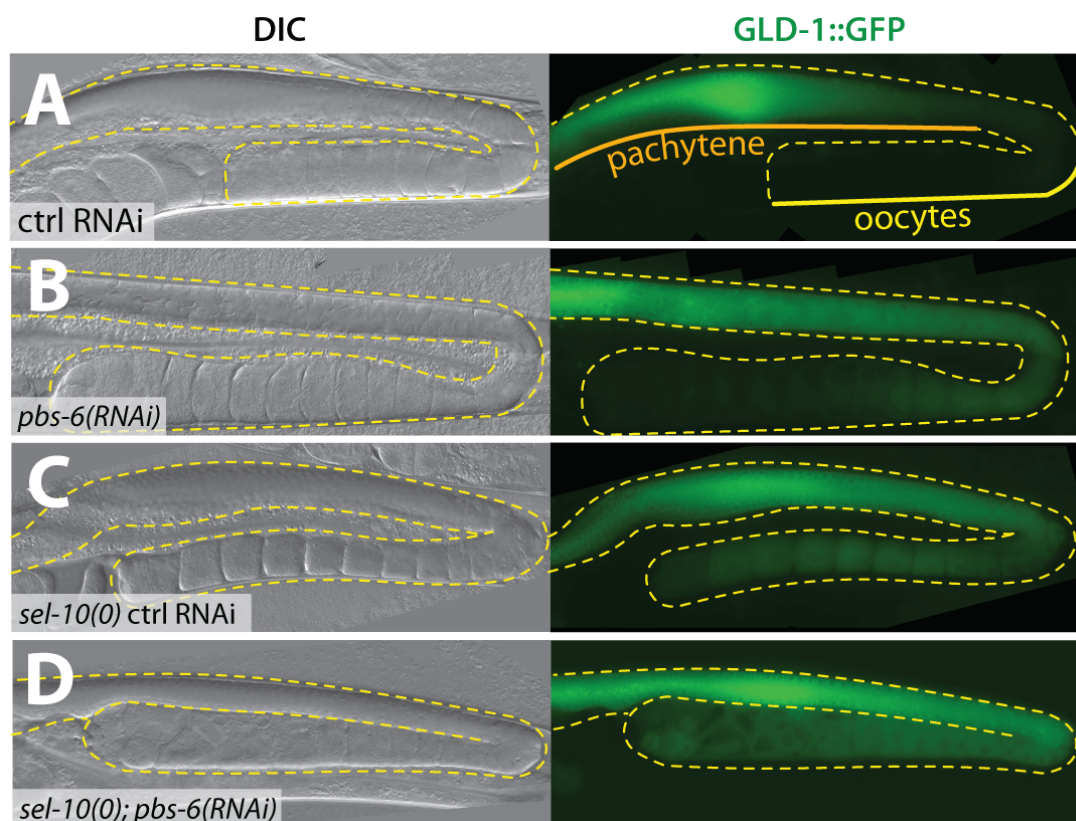 DIC
GLD-1::GFP
A
ctrl RNAi
pachytene
oocytes
B
pbs-6(RNAi)
C
sel-10(0) ctrl RNAi
D
sel-10(0); pbs-6(RNAi)